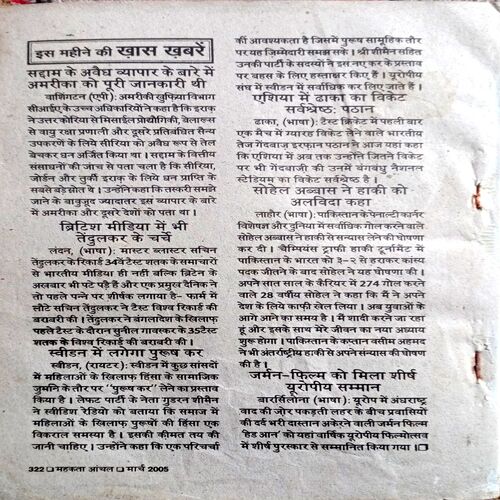 इस महीने की ख़ास ख़बरें
सद्दाम के अवैध व्यापार के बारे में
अमरीका को पूरी जानकारी थी
वाशिंगटन (एपी): अमरीकी खुफिया विभाग
सीआईए के उच्च अधिकारियों ने कहा है कि इराक़
ने उत्तर कोरिया से मिसाईल प्रौद्योगिकी, बेलारूस
से वायु रक्षा प्रणाली और दूसरे प्रतिबंधित सैन्य
उपकरणे के लिये सीरिया को अवैध रूप से तेल
बेचकर धन अर्जित किया था। सद्दाम के वित्तीय
संसाधनों की जाच से पता चला है कि सीरिया,
जोर्डन और तुर्की इराक़ के लिये धन प्राप्ति के
सबसे बड़े स्रोत थे। उन्होंने कहा कि तस्करी समझे
जाने के बावुजूद ज्यादातर इस व्यापार के बारे
में अमरीका और दूसरे देशों को पता था।
ब्रिटिश मीडिया में भी
तेंदुलकर के चर्चे
लंदन, (भाषा): मास्टर ब्लास्टर सचिन
तेंदुलकर के रिकार्ड 34वें टेस्ट शतक के समाचारों
से भारतीय मीडिया ही नहीं बल्कि ब्रिटेन के
अखबार भी पटे पड़े हैं और एक प्रमुख दैनिक ने
तो पहले पन्ने पर शीर्षक लगाया है- फार्म में
लौटे सचिन तेंदुलकर ने टैस्ट विश्व रिकार्ड की
बराबरी की। तेंदुलकर ने बंगलादेश के खिलाफ़
पहले टैस्ट के दौरान सुनील गावस्कर के 35टैस्ट
शतक के विश्व रिकार्ड की बराबरी की।
स्वीडन में लगेगा पुरूष कर
स्वीडन, (रायटर): स्वीडन में कुछ सांसदों
में महिलाओं के खिलाफ़ हिंसा के सामाजिक
जुर्माने के तौर पर ''पुरूष कर'' लेने का प्रस्ताव
किया है। लेफट पार्टी के नेता गुडरन शीमैन
ने स्वीडिश रेडियो को बताया कि समाज में
महिलाओं के खिलाफ़ पुरूषों की हिंसा एक
विकराल समस्या है। इसकी क़ीमत तय की
जानी चाहिए। उन्होंने कहा कि एक परिचर्चा
की आवश्यकता है जिसमें पुरूष सामूहिक तौर
पर यह ज़िम्मेदारी समझ सके। श्री शीमैन सहित
उनकी पार्टी के सदस्यों ने इस नए कर के प्रस्ताव
पर बहस के लिए हस्ताक्षर किए हैं। यूरोपीय
संघ में स्वीडन में सर्वाधिक कर लिए जाते हैं।
एशिया में ढाका का विकेट
सर्वश्रेष्ठ: पठान
ढाका, (भाषा): टैस्ट क्रिकेट में पहली बार
एक मैच में ग्यारह विकेट लेने वाले भारतीय
तेज गेंदबाज़ इरफान पठान ने आज यहां कहा
कि एशिया में अब तक उन्होंने जितने विकेट
पर भी गेंदबाजी की उनमें बंगबंधु नैशनल
स्टेडियम का विकेट सर्वश्रेष्ठ है।
सोहेल अब्बास ने हाकी को
अलविदा कहा
लाहौर (भाषा): पाकिस्तान के पेनाल्टी कार्नर
विशेषज्ञ और दुनिया में सर्वाधिक गोल करने वाले
सोहेल अब्बास ने हाकी से सन्यास लेने की घोषणा
कर दी। चैम्पियंस ट्राफी हाकी टूर्नामेंट में
पाकिस्तान के भारत को 3-२ से हराकर कांस्य
पदक जीतने के बाद सोहेल ने यह घोषणा की।
अपने सात साल के कैरियर में 274 गोल करने
वाले 28 वर्षीय सोहेल ने कहा कि मैं ने अपने
देश के लिये काफी खेल लिया। अब युवाओं के
आगे आने का समय है। मैं शादी करने जा रहा
हूं और इसके साथ मेरे जीवन का नया अध्याय
शुरू होगा। पाकिस्तान के कप्तान वसीम अहमद
ने भी अंतर्राष्ट्रीय हाकी से अपने संन्यास की घोषणा
की है।
जर्मन-फ़िल्म को मिला शीर्ष
यूरोपीय सम्मान
बारसिलोना (भाषा): यूरोप में अंधराष्ट्र
वाद की जोर पकड़ती लहर के बीच प्रवासियों
की दर्द भरी दास्तान उकेरने वाली जर्मन फिल्म
'हेड आन' को यहां वार्षिक यूरोपीय फिल्मोत्सव
में शीर्ष पुरस्कार से सम्मानित किया गया।
322 महकता आंचल मार्च 2005